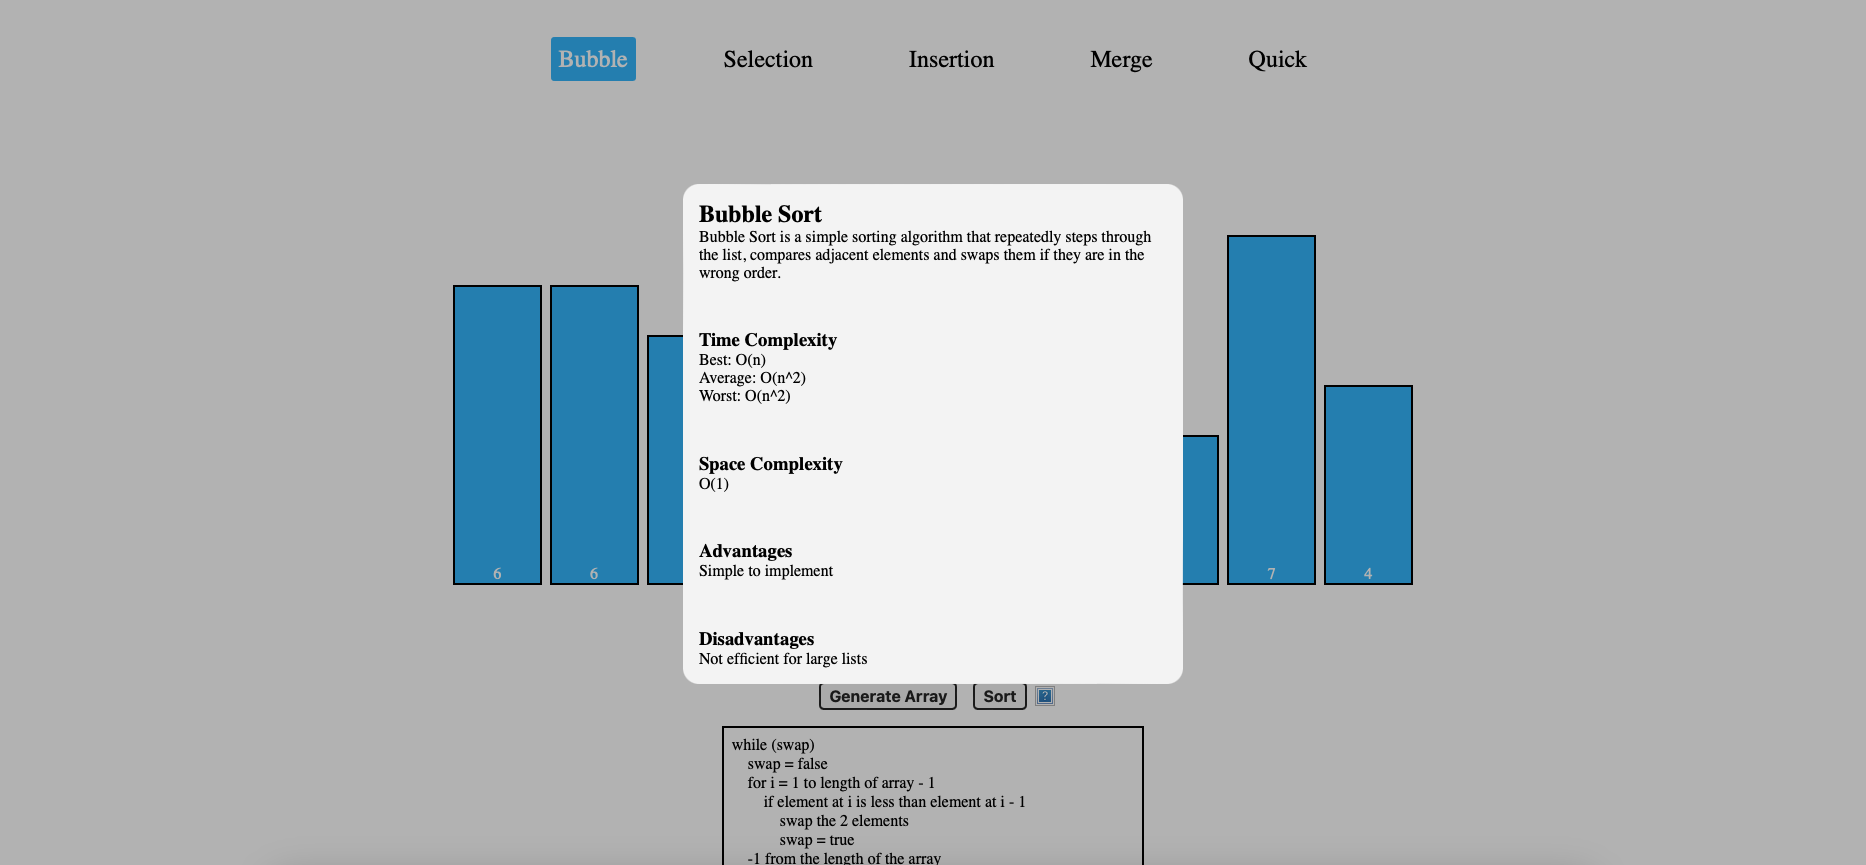 Bubble Selection Insertion Merge Quick
Bubble Sort
Bubble Sort is a simple sorting algorithm that repeatedly steps through
the list, compares adjacent elements and swaps them if they are in the
wrong order.
Time Complexity
Best: O(n)
Average: O(n^2)
Worst: O(n^2)
Space Complexity
O(1)
Advantages
Simple to implement
Disadvantages
Not efficient for large lists
6 6 7 4
Generate Array Sort ?
while (swap)
swap = false
for i = 1 to length of array - 1
if element at i is less than element at i - 1
swap the 2 elements
swap = true
-1 from the length of the array